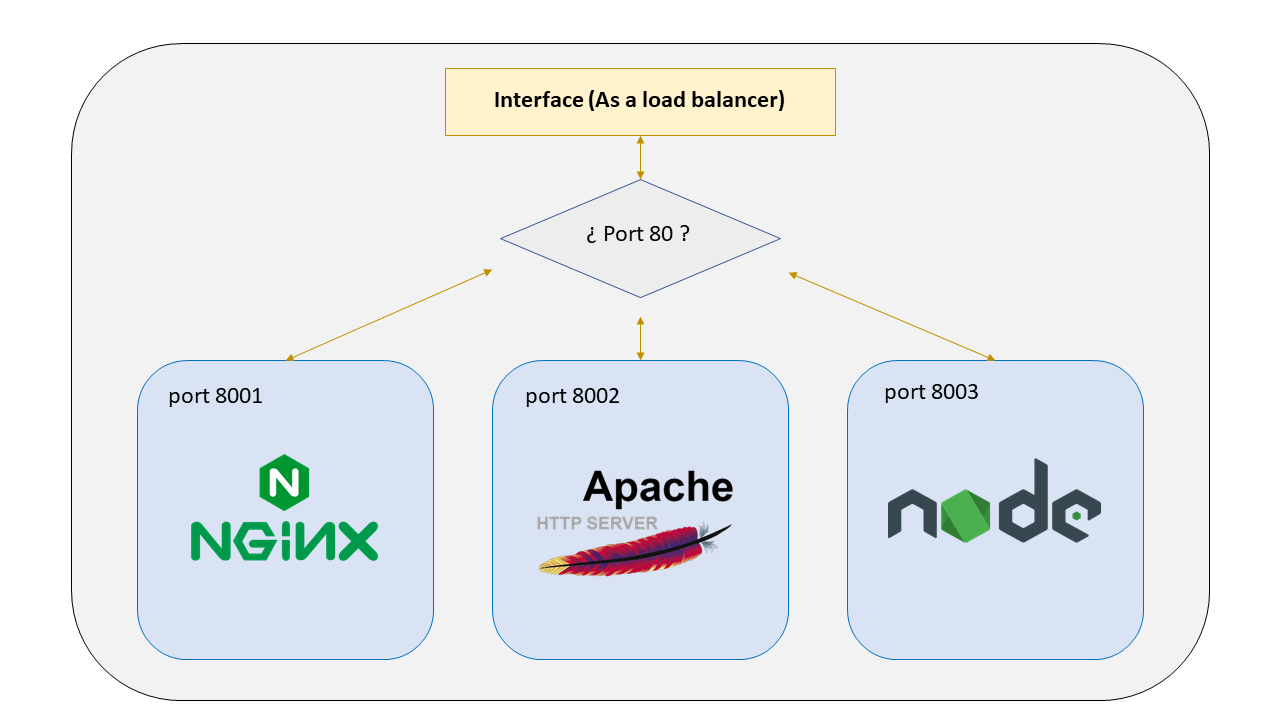 Interface (As a load balancer)
¿ Port 80 ?
port 8001
port 8002
port 8003
N
NGiNX
Apache
HTTP SERVER
node